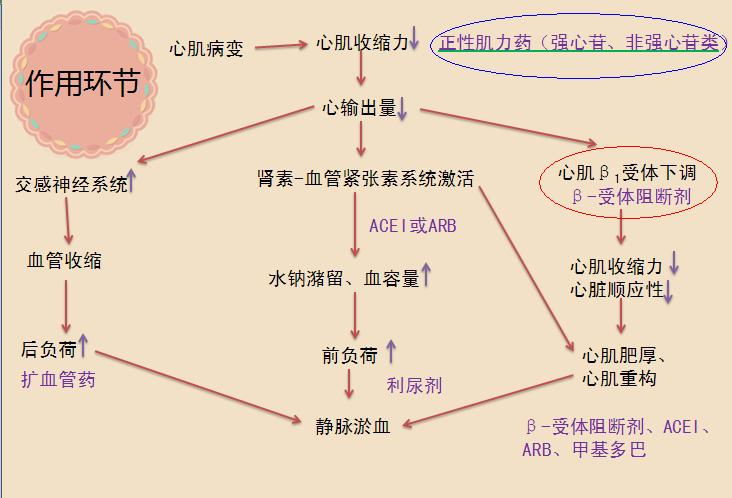 作用环节
心肌病变
心肌收缩力↓
正性肌力药（强心苷、非强心苷类）
心输出量↓
交感神经系统↑
肾素-血管紧张素系统激活
心肌β1受体下调
β-受体阻断剂
ACEI或ARB
血管收缩
水钠潴留、血容量↑
心肌收缩力↓
心脏顺应性↓
后负荷↑
扩血管药
前负荷↑
利尿剂
心肌肥厚、
心肌重构
静脉淤血
β-受体阻断剂、ACEI、
ARB、甲基多巴